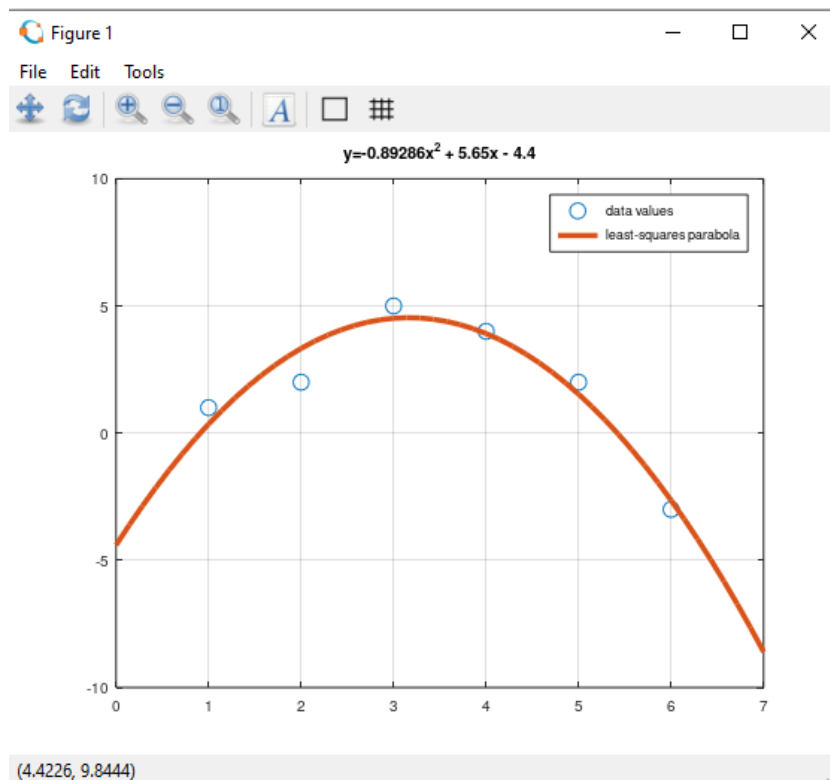 Figure 1
File Edit Tools
A
y=-0.89286x² + 5.65x - 4.4
data values
least-squares parabola
10
5
0
-5
-10
0 1 2 3 4 5 6 7
(4.4226, 9.8444)